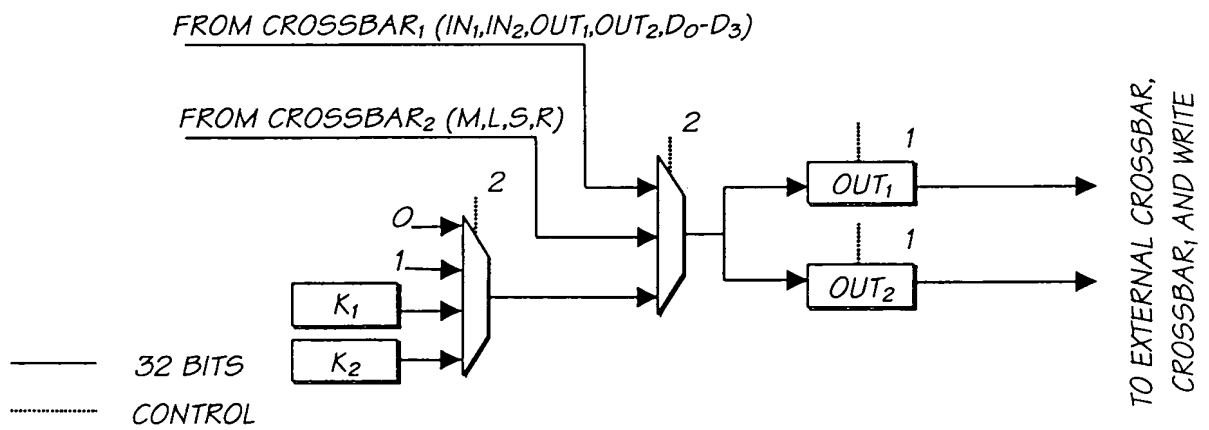 FROM CROSSBAR₁ (IN₁,IN₂,OUT₁,OUT₂,D₀-D₃)
FROM CROSSBAR₂ (M,L,S,R)
2
2
1
OUT₁
0
1
1
OUT₂
K₁
K₂
32 BITS
CONTROL
TO EXTERNAL CROSSBAR,
CROSSBAR₁ AND WRITE